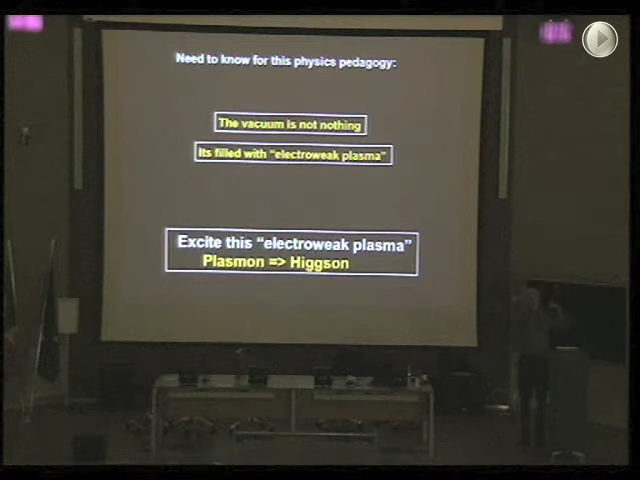 Need to know for this physics pedagogy:
The vacuum is not nothing
Its filled with "electroweak plasma"
Excite this "electroweak plasma"
Plasmon => Higgson